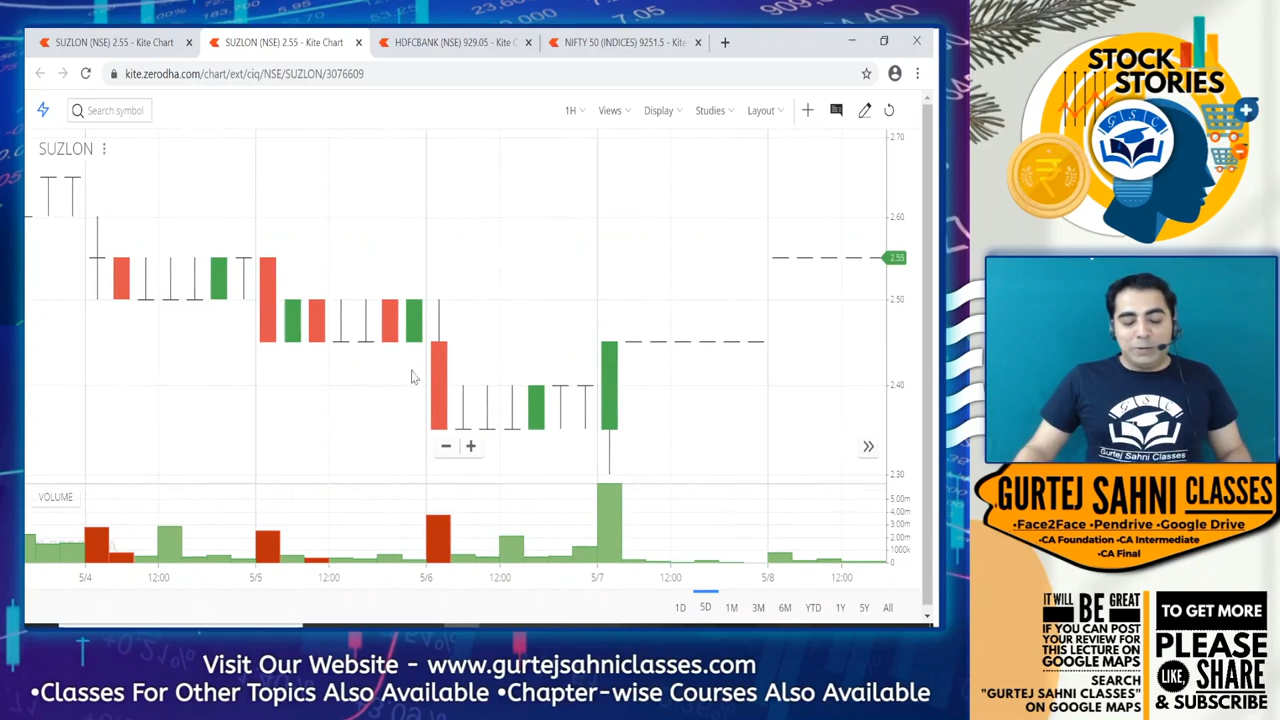 SUZLON (NSE) 2.55 - Kite Chart
SUZLON (NSE) 2.55 - Kite Chart
HDFCBANK (NSE) 929.05 - Ki
NIFTY 50 (INDICES) 9251.5 - Kit
kite.zerodha.com/chart/ext/ciq/NSE/SUZLON/3076609
Search symbol
1H
Views
Display
Studies
Layout
SUZLON
2.70
2.60
2.55
2.50
2.40
2.30
VOLUME
5.00m
3.00m
2.00m
1000k
0
5/4
12:00
5/5
12:00
5/6
12:00
5/7
12:00
5/8
12:00
1D
5D
1M
3M
6M
YTD
1Y
5Y
All
STOCK
STORIES
G S C
G S C
Gurtej Sahni Classes
GURTEJ SAHNI CLASSES
•Face2Face •Pendrive •Google Drive
•CA Foundation •CA Intermediate
•CA Final
IT WILL BE GREAT
IF YOU CAN POST
YOUR REVIEW FOR
THIS LECTURE ON
GOOGLE MAPS
SEARCH
"GURTEJ SAHNI CLASSES"
ON GOOGLE MAPS
TO GET MORE
PLEASE
LIKE, SHARE
& SUBSCRIBE
Visit Our Website - www.gurtejsahniclasses.com
•Classes For Other Topics Also Available •Chapter-wise Courses Also Available